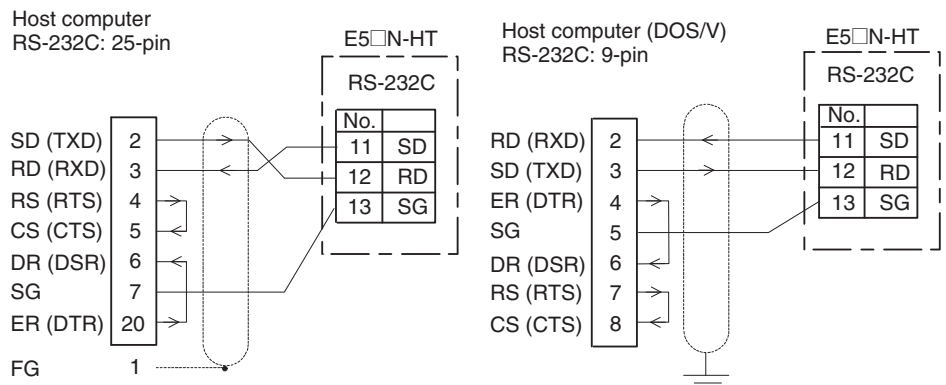 Host computer
RS-232C: 25-pin
E5□N-HT
RS-232C
No.
11 SD
12 RD
13 SG
SD (TXD) 2
RD (RXD) 3
RS (RTS) 4
CS (CTS) 5
DR (DSR) 6
SG 7
ER (DTR) 20
FG 1
Host computer (DOS/V)
RS-232C: 9-pin
E5□N-HT
RS-232C
No.
11 SD
12 RD
13 SG
RD (RXD) 2
SD (TXD) 3
ER (DTR) 4
SG 5
DR (DSR) 6
RS (RTS) 7
CS (CTS) 8